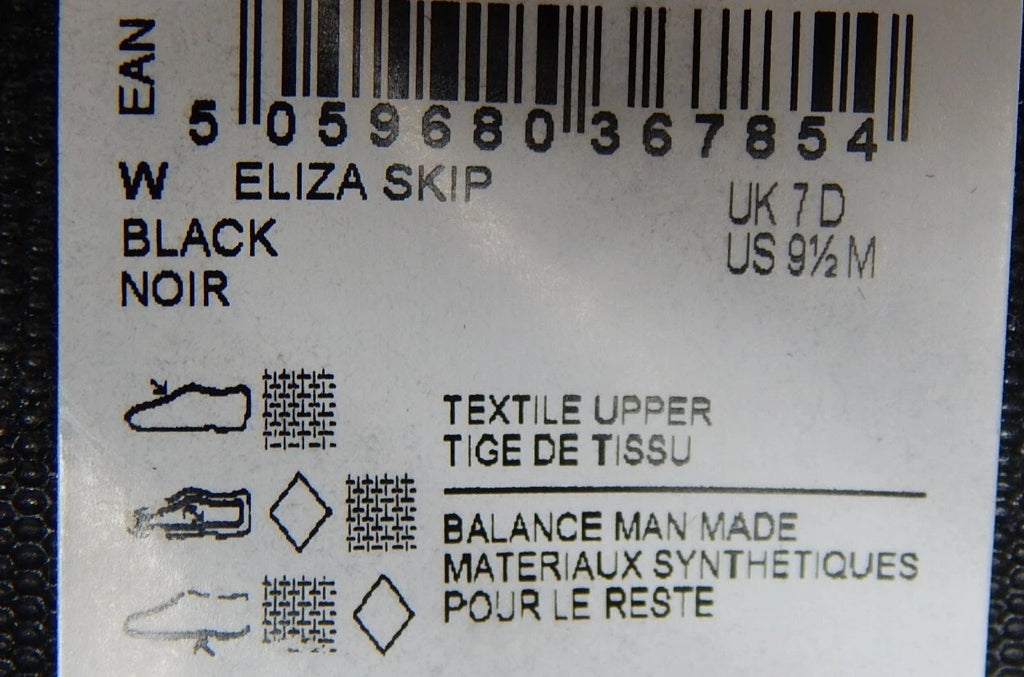 EAN
5 059680 367854
W ELIZA SKIP
BLACK
NOIR
UK 7 D
US 9½ M
TEXTILE UPPER
TIGE DE TISSU
BALANCE MAN MADE
MATERIAUX SYNTHETIQUES
POUR LE RESTE